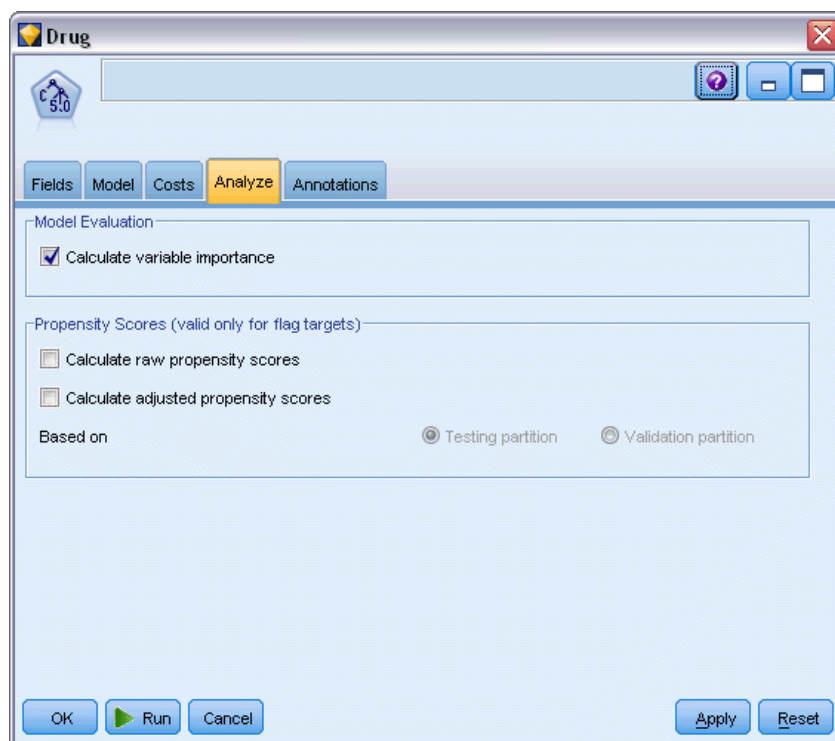 Drug
C 5.0
?
Fields Model Costs Analyze Annotations
Model Evaluation
Calculate variable importance
Propensity Scores (valid only for flag targets)
Calculate raw propensity scores
Calculate adjusted propensity scores
Based on Testing partition Validation partition
OK Run Cancel Apply Reset